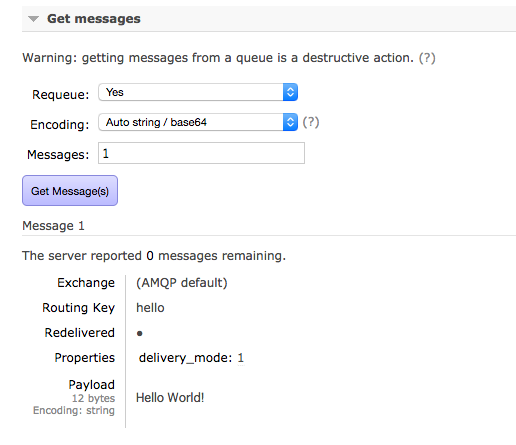 Get messages
Warning: getting messages from a queue is a destructive action. (?)
Requeue: Yes
Encoding: Auto string / base64 (?)
Messages: 1
Get Message(s)
Message 1
The server reported 0 messages remaining.
Exchange (AMQP default)
Routing Key hello
Redelivered ●
Properties delivery_mode: 1
Payload
12 bytes
Encoding: string
Hello World!